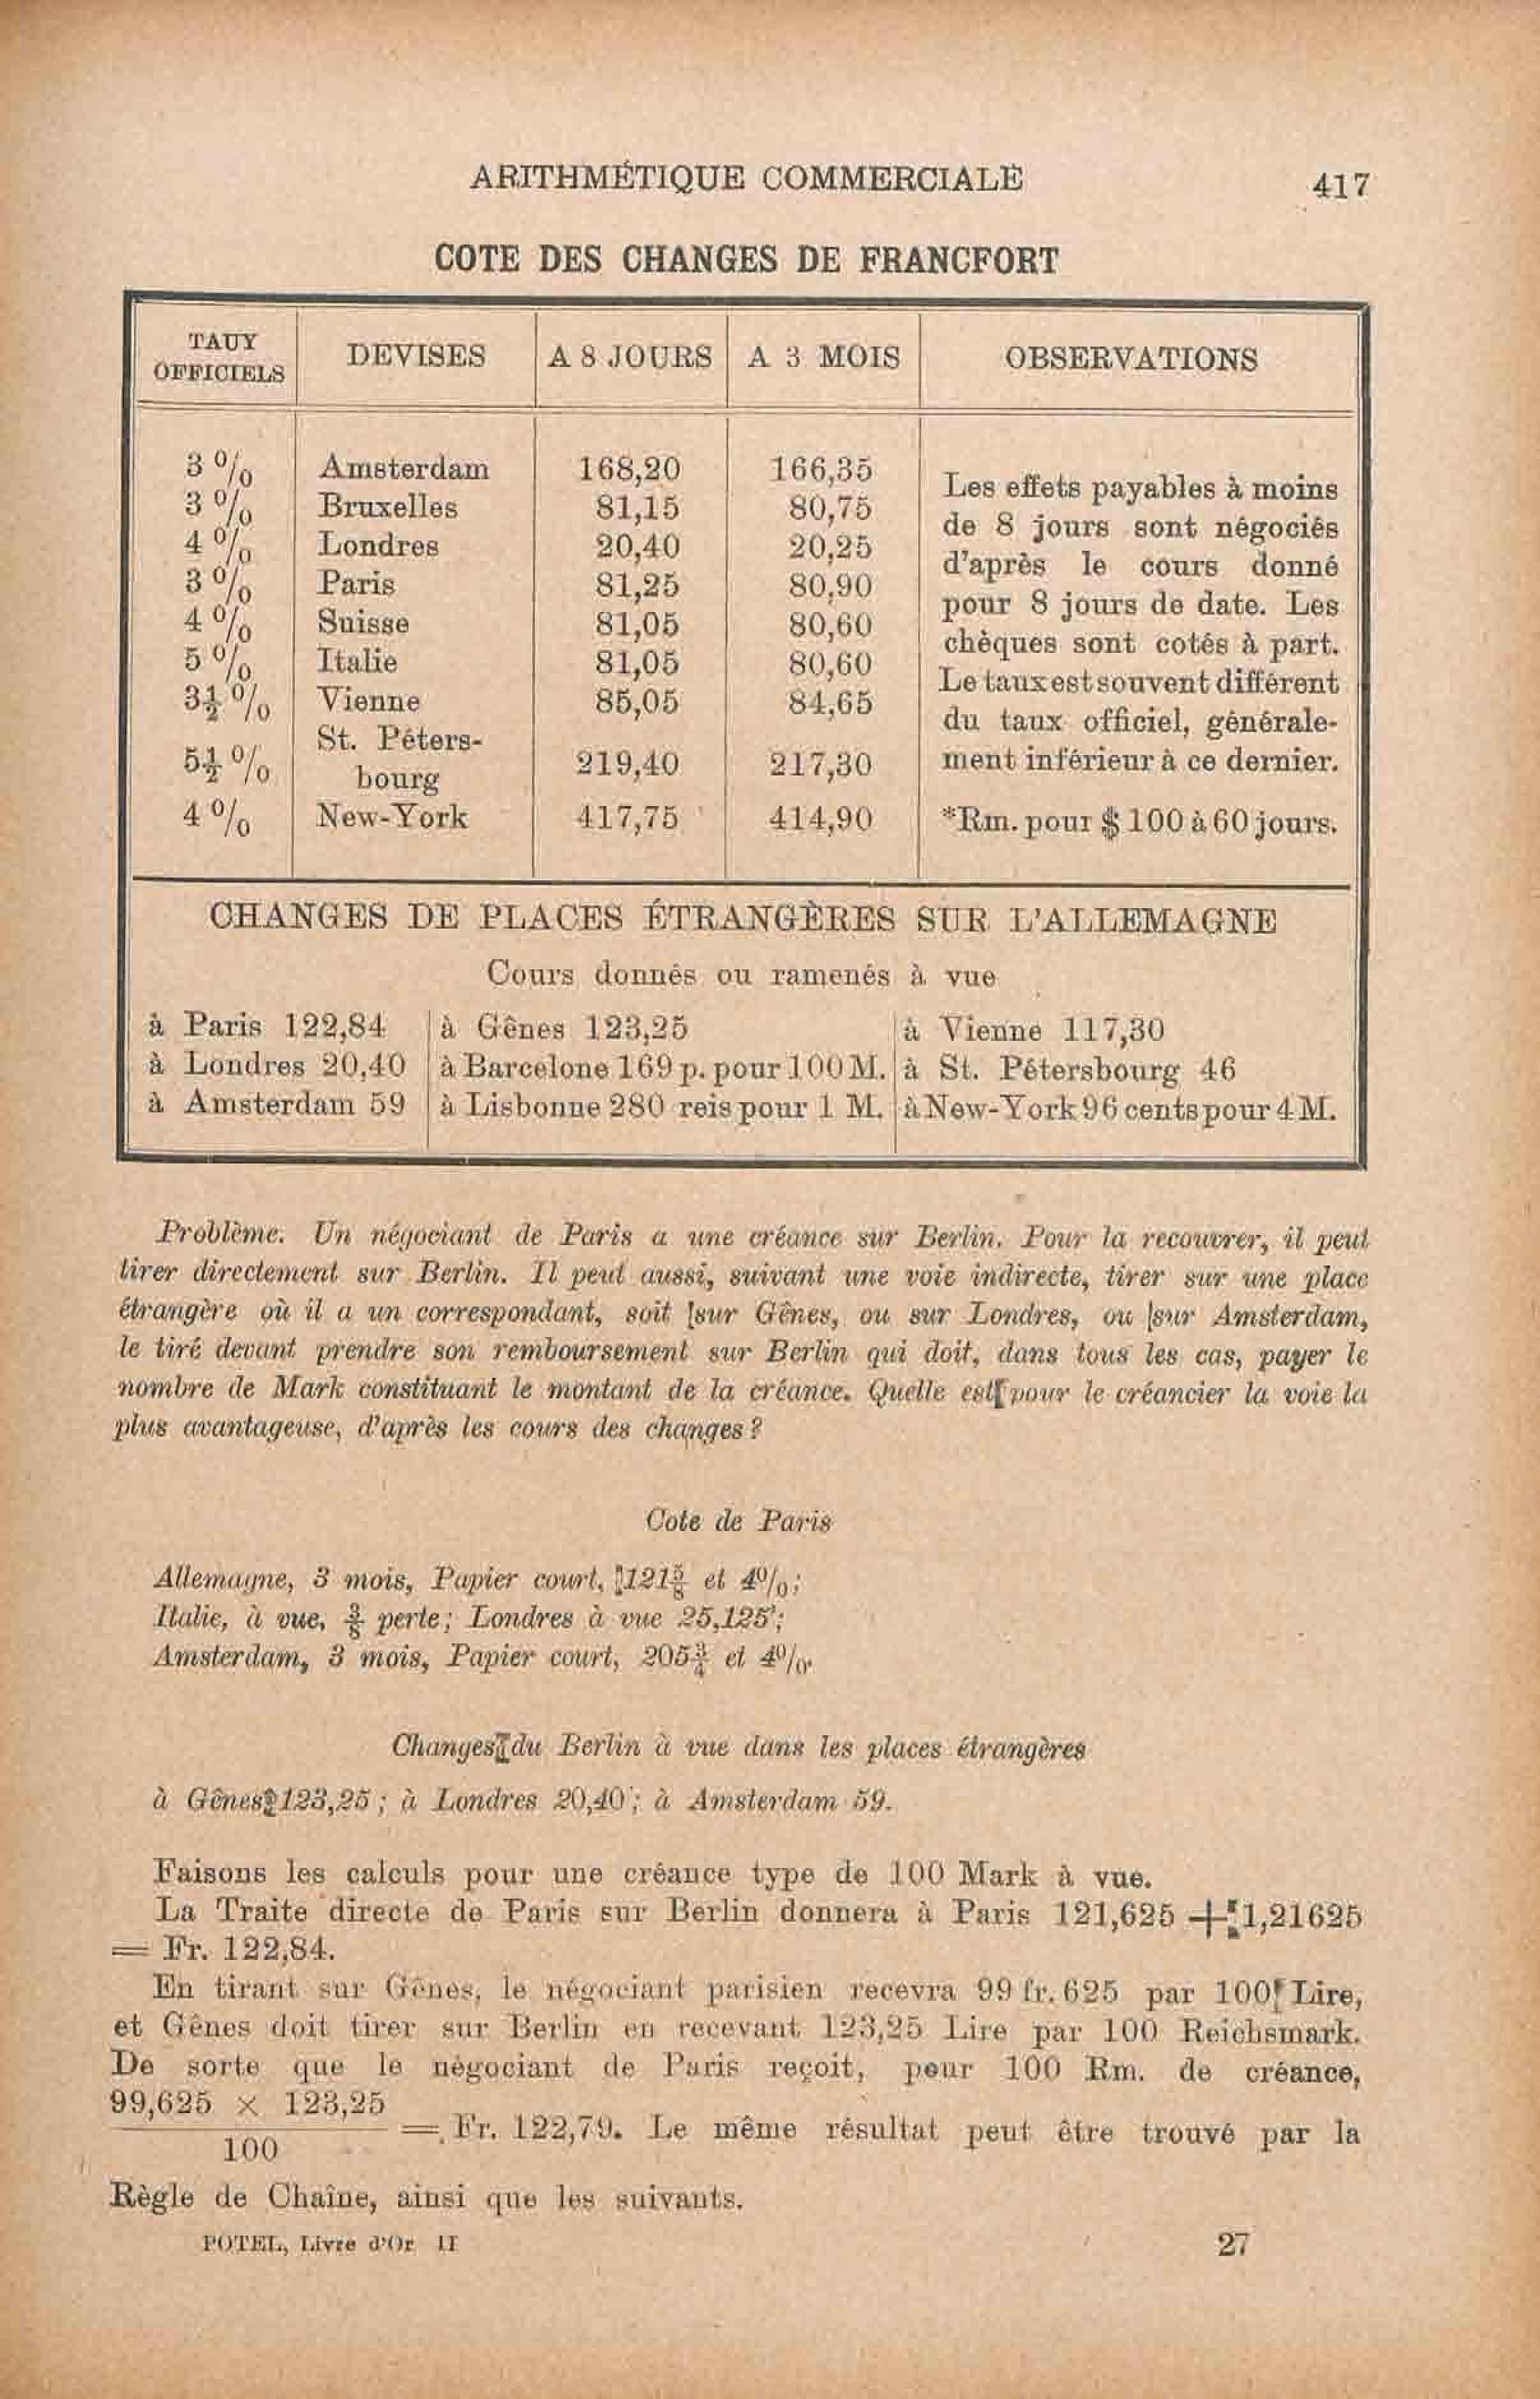 ARITHMÉTIQUE COMMERCIALE 417
COTE DES CHANGES DE FRANCFORT
TAUX OFFICIELS DEVISES A 8 JOURS A 3 MOIS OBSERVATIONS
3 % Amsterdam 168,20 166,35
3 % Bruxelles 81,15 80,75
4 % Londres 20,40 20,25
3 % Paris 81,25 80,90
4 % Suisse 81,05 80,60
5 % Italie 81,05 80,60
3½ % Vienne 85,05 84,65
5½ % St. Péters-bourg 219,40 217,30
4 % New-York 417,75 414,90
Les effets payables à moins
de 8 jours sont négociés
d'après le cours donné
pour 8 jours de date. Les
chèques sont cotés à part.
Le taux est souvent différent
du taux officiel, générale-
ment inférieur à ce dernier.
*Rm. pour $ 100 à 60 jours.
CHANGES DE PLACES ÉTRANGÈRES SUR L'ALLEMAGNE
Cours donnés ou ramenés à vue
à Paris 122,84 à Gênes 123,25 à Vienne 117,30
à Londres 20,40 à Barcelone 169 p. pour 100 M. à St. Pétersbourg 46
à Amsterdam 59 à Lisbonne 280 reis pour 1 M. à New-York 96 cents pour 4 M.
Problème. Un négociant de Paris a une créance sur Berlin. Pour la recouvrer, il peut
tirer directement sur Berlin. Il peut aussi, suivant une voie indirecte, tirer sur une place
étrangère où il a un correspondant, soit sur Gênes, ou sur Londres, ou sur Amsterdam,
le tiré devant prendre son remboursement sur Berlin qui doit, dans tous les cas, payer le
nombre de Mark constituant le montant de la créance. Quelle est pour le créancier la voie la
plus avantageuse, d'après les cours des changes ?
Cote de Paris
Allemagne, 3 mois, Papier court, 121⅝ et 4%;
Italie, à vue, ⅜ perte; Londres à vue 25,125;
Amsterdam, 3 mois, Papier court, 205¾ et 4%.
Changes du Berlin à vue dans les places étrangères
à Gênes 123,25 ; à Londres 20,40 ; à Amsterdam 59.
Faisons les calculs pour une créance type de 100 Mark à vue.
La Traite directe de Paris sur Berlin donnera à Paris 121,625 + 1,21625
= Fr. 122,84.
En tirant sur Gênes, le négociant parisien recevra 99 fr. 625 par 100 Lire,
et Gênes doit tirer sur Berlin en recevant 123,25 Lire par 100 Reichsmark.
De sorte que le négociant de Paris reçoit, pour 100 Rm. de créance,
99,625 × 123,25
100
= Fr. 122,79. Le même résultat peut être trouvé par la
Règle de Chaîne, ainsi que les suivants.
POTEL, Livre d'Or II 27